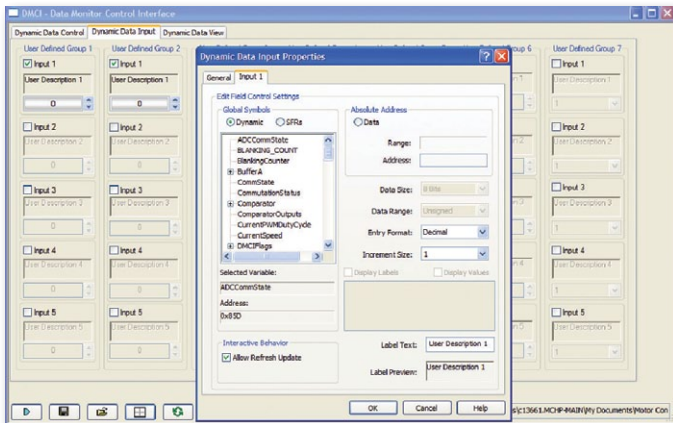 DMCI - Data Monitor Control Interface
Dynamic Data Control Dynamic Data Input Dynamic Data View
User Defined Group 1
User Defined Group 2
Group 6
User Defined Group 7
Input 1
User Description 1
0
Input 2
User Description 2
0
Input 3
User Description 3
0
Input 4
User Description 4
0
Input 5
User Description 5
0
Input 1
User Description 1
0
Input 2
User Description 2
0
Input 3
User Description 3
0
Input 4
User Description 4
0
Input 5
User Description 5
0
Dynamic Data Input Properties
General Input 1
Edit Field Control Settings
Global Symbols
Dynamic SFRs
ADCCommState
BLANKING_COUNT
BlankingCounter
BufferA
CommState
CommutationStatus
Comparator
ComparatorOutputs
CurrentPWMDutyCycle
CurrentSpeed
DMCIFlags
Selected Variable:
ADCCommState
Address:
0x85D
Interactive Behavior
Allow Refresh Update
Absolute Address
Data
Range:
Address:
Data Size: 8 Bits
Data Range: Unsigned
Entry Format: Decimal
Increment Size: 1
Display Labels Display Values
Label Text: User Description 1
Label Preview: User Description 1
OK Cancel Help
Input 1
User Description 1
1
Input 2
User Description 2
1
Input 3
User Description 3
1
Input 4
User Description 4
1
Input 5
User Description 5
1
s\c13661.MCHP-MAIN\My Documents\Motor Con